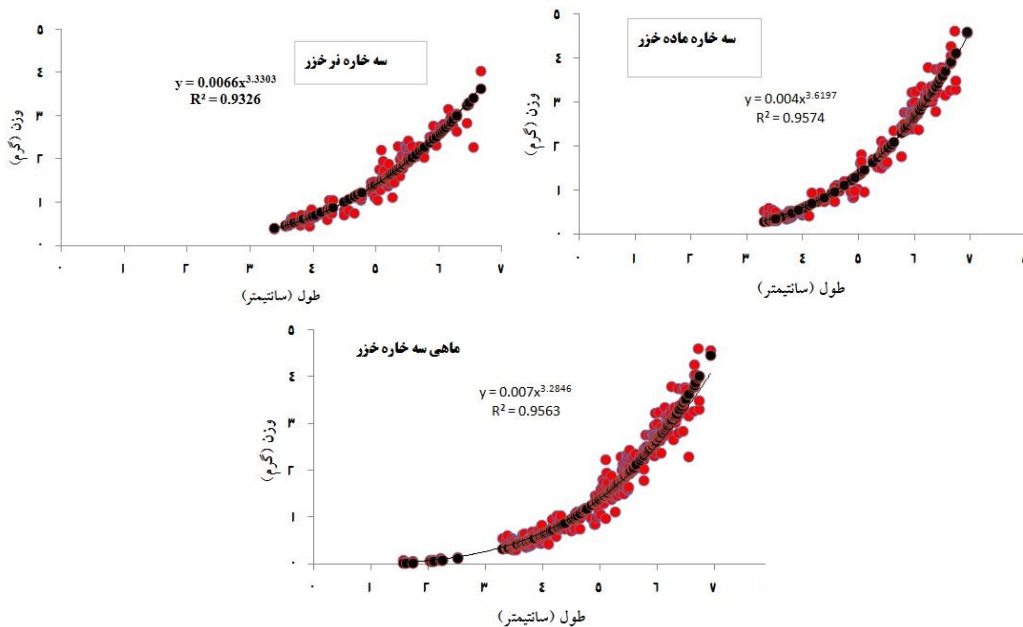 سه خاره نر خزر
y = 0.0066x^3.3303
R² = 0.9326
وزن (گرم)
۵
۴
۳
۲
۱
۰
۰ ۱ ۲ ۳ ۴ ۵ ۶ ۷
طول (سانتیمتر)
سه خاره ماده خزر
y = 0.004x^3.6197
R² = 0.9574
وزن (گرم)
۵
۴
۳
۲
۱
۰
۰ ۱ ۲ ۳ ۴ ۵ ۶ ۷
طول (سانتیمتر)
ماهی سه خاره خزر
y = 0.007x^3.2846
R² = 0.9563
وزن (گرم)
۵
۴
۳
۲
۱
۰
۰ ۱ ۲ ۳ ۴ ۵ ۶ ۷
طول (سانتیمتر)